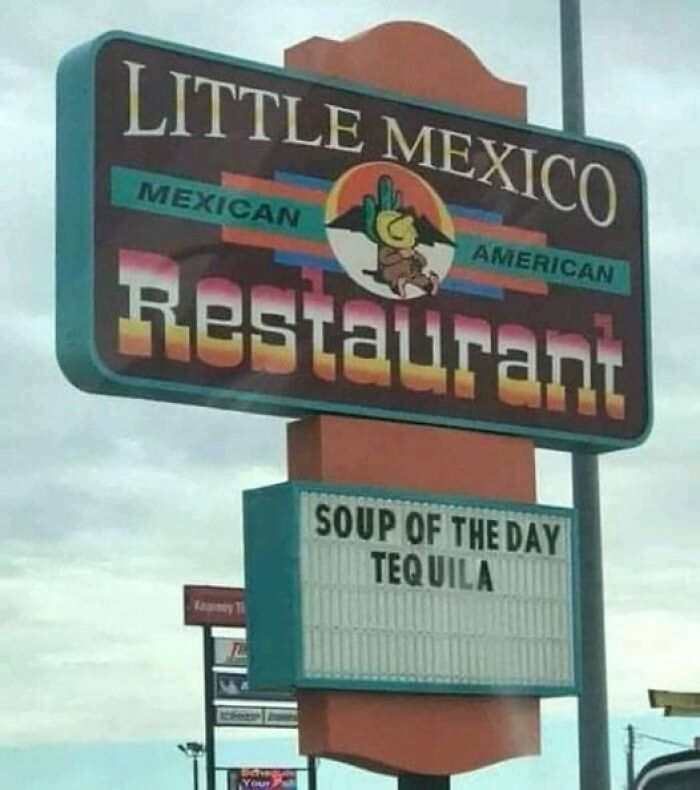 LITTLE MEXICO
MEXICAN
AMERICAN
Restaurant
SOUP OF THE DAY
TEQUILA